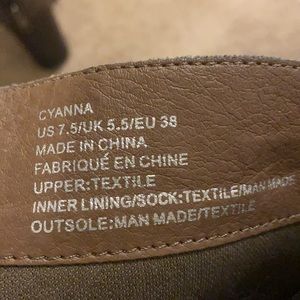 CYANNA
US 7.5/UK 5.5/EU 38
MADE IN CHINA
FABRIQUÉ EN CHINE
UPPER:TEXTILE
INNER LINING/SOCK:TEXTILE/MAN MADE
OUTSOLE:MAN MADE/TEXTILE